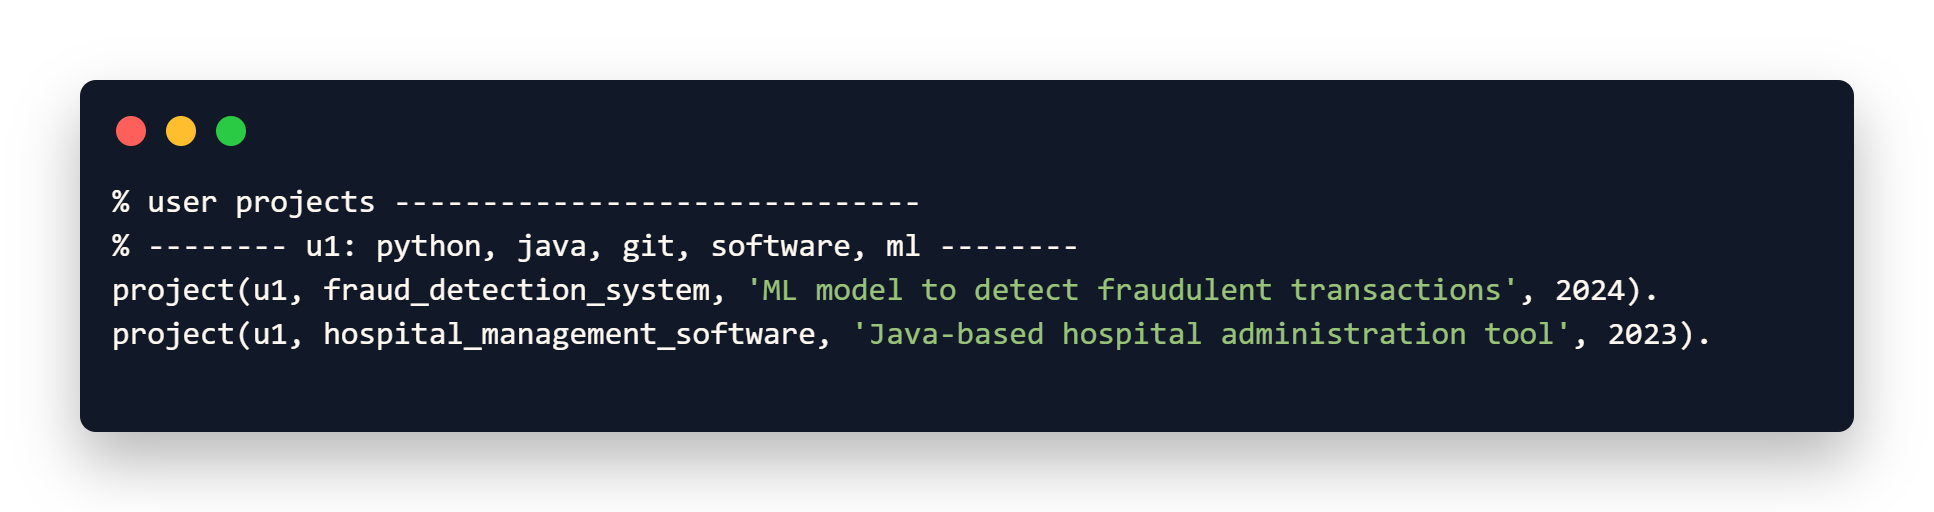 % user projects ------------------------------
% -------- u1: python, java, git, software, ml --------
project(u1, fraud_detection_system, 'ML model to detect fraudulent transactions', 2024).
project(u1, hospital_management_software, 'Java-based hospital administration tool', 2023).